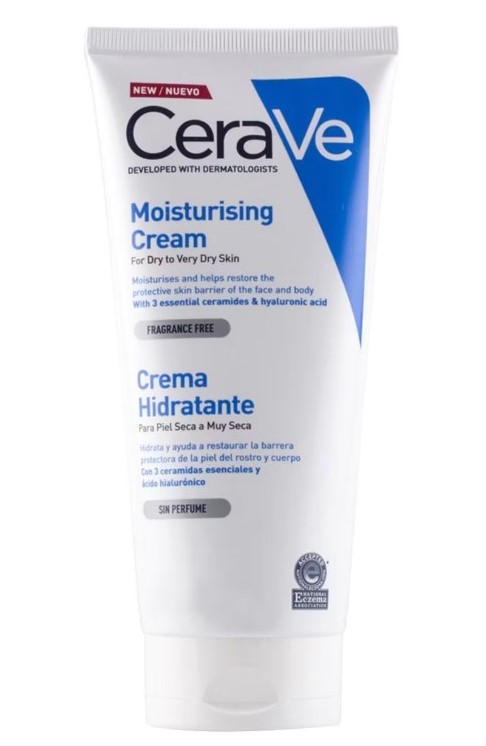 NEW / NUEVO
CeraVe
DEVELOPED WITH DERMATOLOGISTS
Moisturising
Cream
For Dry to Very Dry Skin
Moisturises and helps restore the
protective skin barrier of the face and body
With 3 essential ceramides & hyaluronic acid
FRAGRANCE FREE
Crema
Hidratante
Para Piel Seca a Muy Seca
Hidrata y ayuda a restaurar la barrera
protectora de la piel del rostro y cuerpo
Con 3 ceramidas esenciales y
ácido hialurónico
SIN PERFUME
ACCEPTED
e
NATIONAL
Eczema
ASSOCIATION